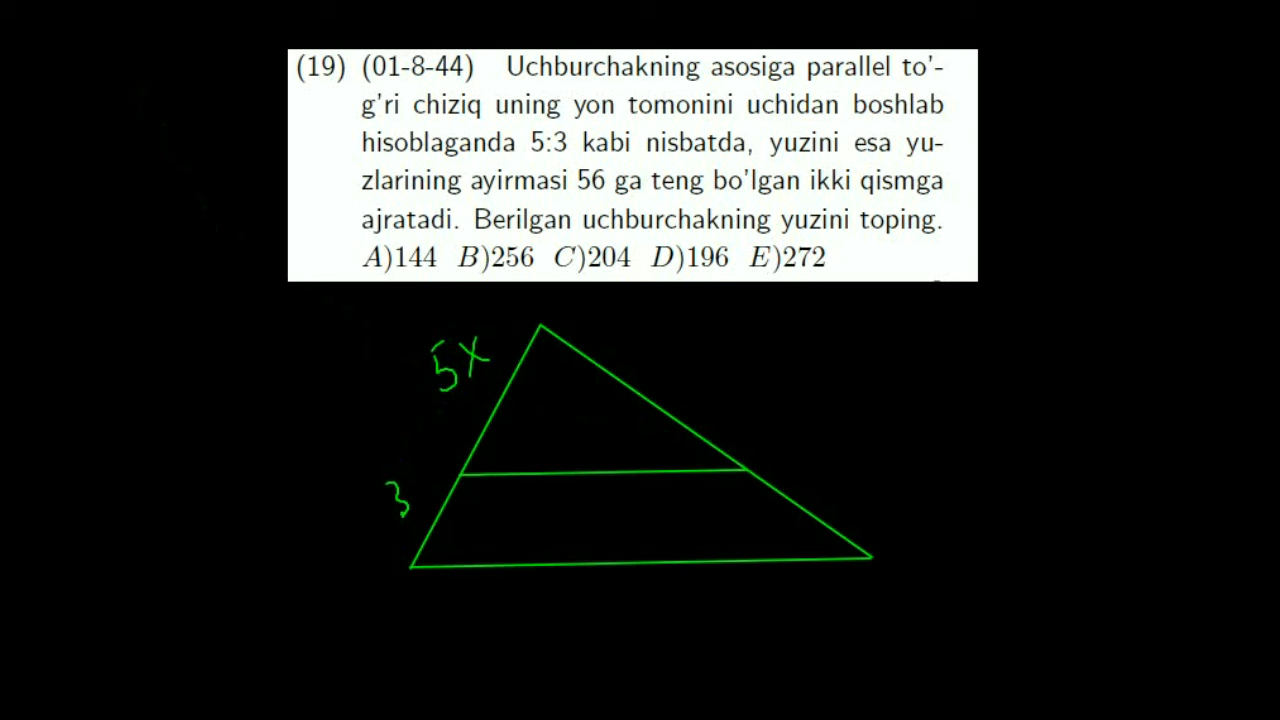 (19) (01-8-44) Uchburchakning asosiga parallel to'-
g'ri chiziq uning yon tomonini uchidan boshlab
hisoblaganda 5:3 kabi nisbatda, yuzini esa yu-
zlarining ayirmasi 56 ga teng bo'lgan ikki qismga
ajratadi. Berilgan uchburchakning yuzini toping.
A)144 B)256 C)204 D)196 E)272
5x
3